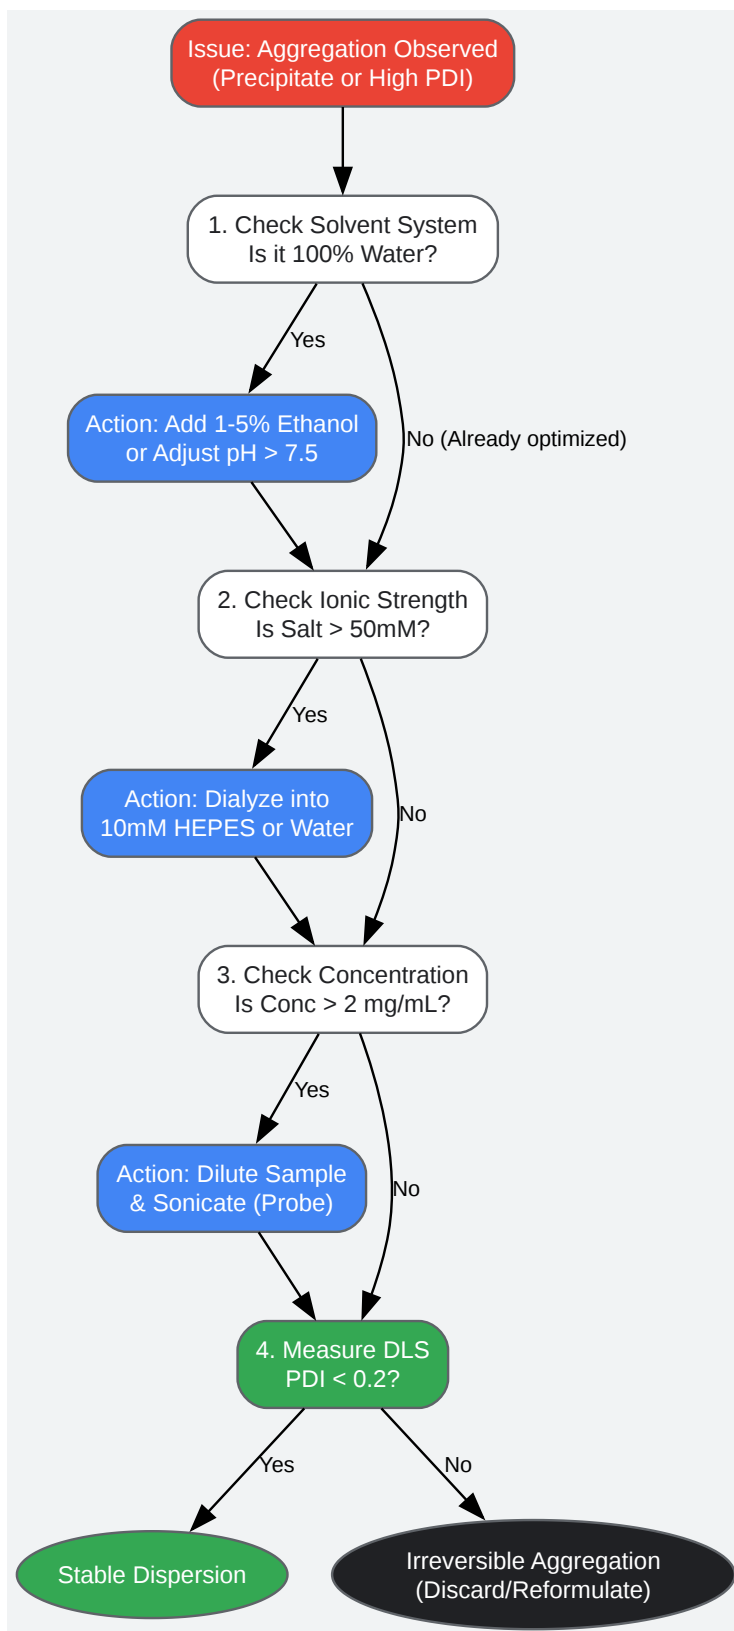 Issue: Aggregation Observed
(Precipitate or High PDI)
1. Check Solvent System
Is it 100% Water?
Yes
Action: Add 1-5% Ethanol
or Adjust pH > 7.5
No (Already optimized)
2. Check Ionic Strength
Is Salt > 50mM?
Yes
Action: Dialyze into
10mM HEPES or Water
No
3. Check Concentration
Is Conc > 2 mg/mL?
Yes
Action: Dilute Sample
& Sonicate (Probe)
No
4. Measure DLS
PDI < 0.2?
Yes
No
Stable Dispersion
Irreversible Aggregation
(Discard/Reformulate)